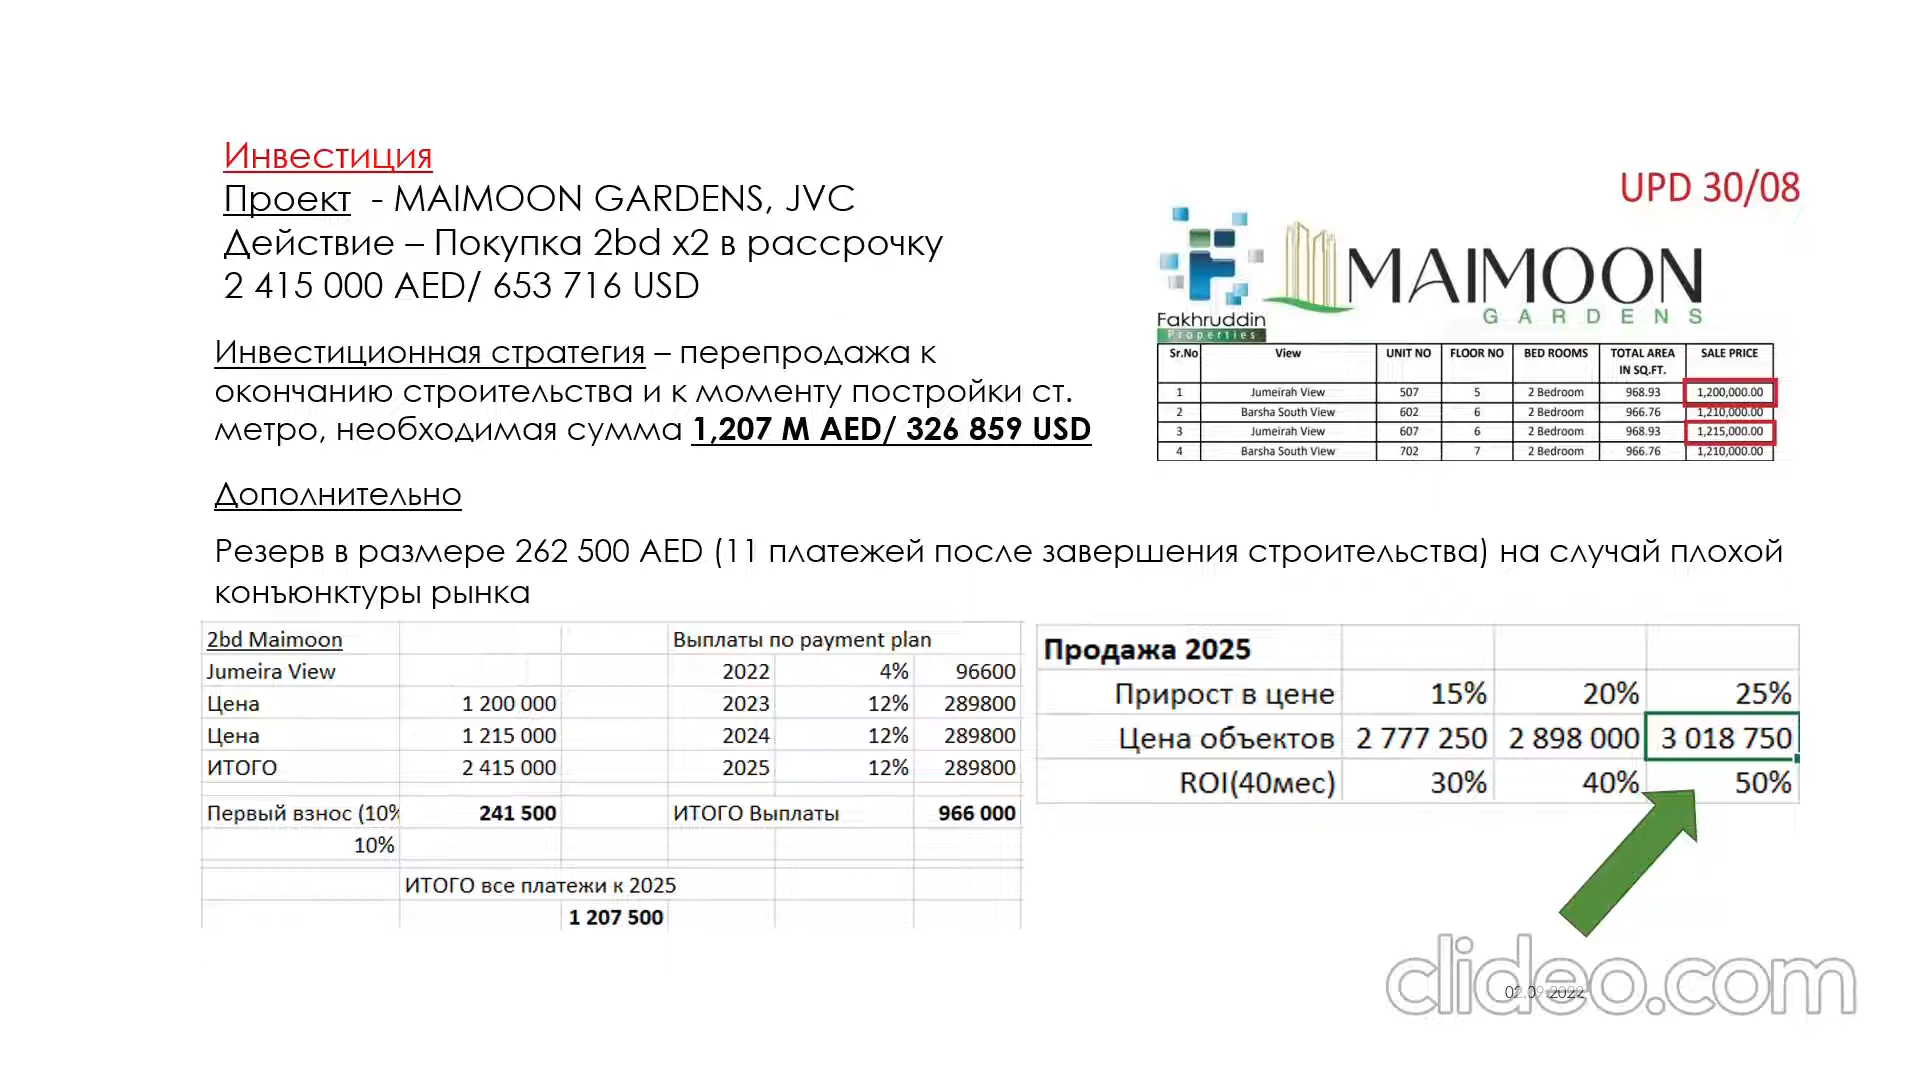 Инвестиция
Проект - MAIMOON GARDENS, JVC
Действие – Покупка 2bd x2 в рассрочку
2 415 000 AED/ 653 716 USD
Инвестиционная стратегия – перепродажа к
окончанию строительства и к моменту постройки ст.
метро, необходимая сумма 1,207 M AED/ 326 859 USD
UPD 30/08
Fakhruddin
Properties
MAIMOON
GARDENS
Sr.No View UNIT NO FLOOR NO BED ROOMS TOTAL AREA IN SQ.FT. SALE PRICE
1 Jumeirah View 507 5 2 Bedroom 968.93 1,200,000.00
2 Barsha South View 602 6 2 Bedroom 966.76 1,210,000.00
3 Jumeirah View 607 6 2 Bedroom 968.93 1,215,000.00
4 Barsha South View 702 7 2 Bedroom 966.76 1,210,000.00
Дополнительно
Резерв в размере 262 500 AED (11 платежей после завершения строительства) на случай плохой
конъюнктуры рынка
2bd Maimoon Выплаты по payment plan
Jumeira View 2022 4% 96600
Цена 1 200 000 2023 12% 289800
Цена 1 215 000 2024 12% 289800
ИТОГО 2 415 000 2025 12% 289800
Первый взнос (10% 241 500 ИТОГО Выплаты 966 000
10%
ИТОГО все платежи к 2025
1 207 500
Продажа 2025
Прирост в цене 15% 20% 25%
Цена объектов 2 777 250 2 898 000 3 018 750
ROI(40мес) 30% 40% 50%
clideo.com
02.09.2022